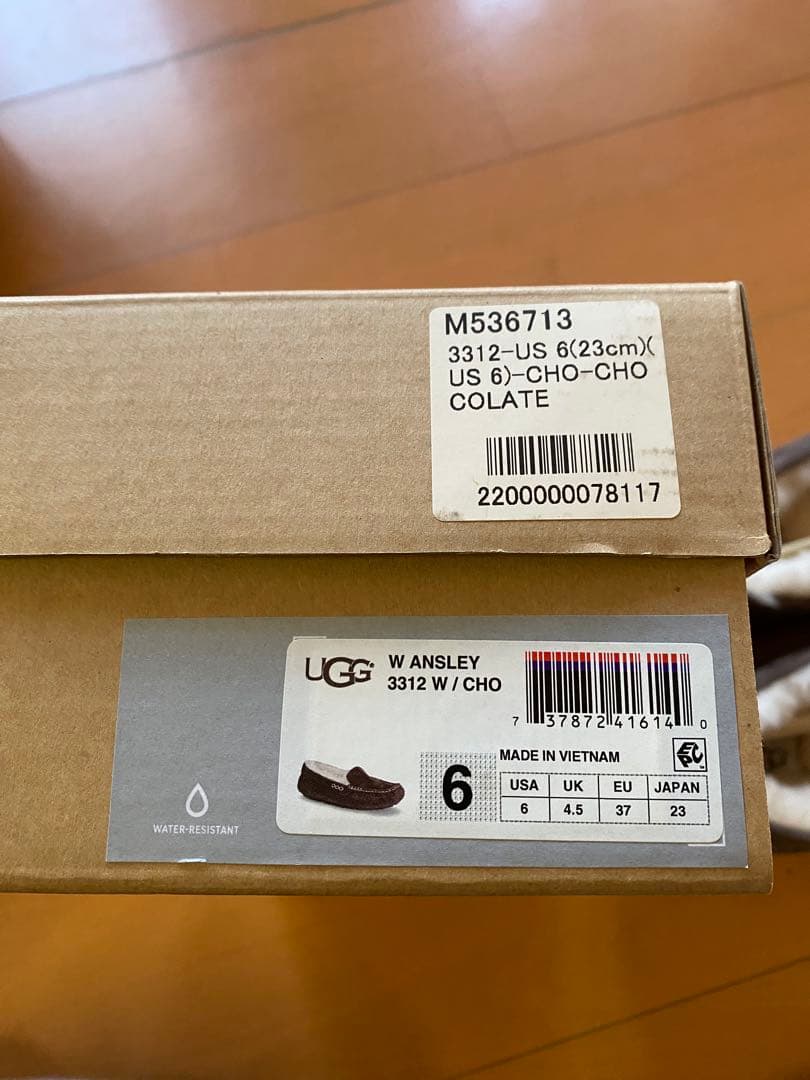 M536713
3312-US 6(23cm)(
US 6)-CHO-CHO
COLATE
2200000078117
UGG
W ANSLEY
3312 W / CHO
7 37872 41614 0
MADE IN VIETNAM
EPC
6
USA UK EU JAPAN
6 4.5 37 23
WATER-RESISTANT